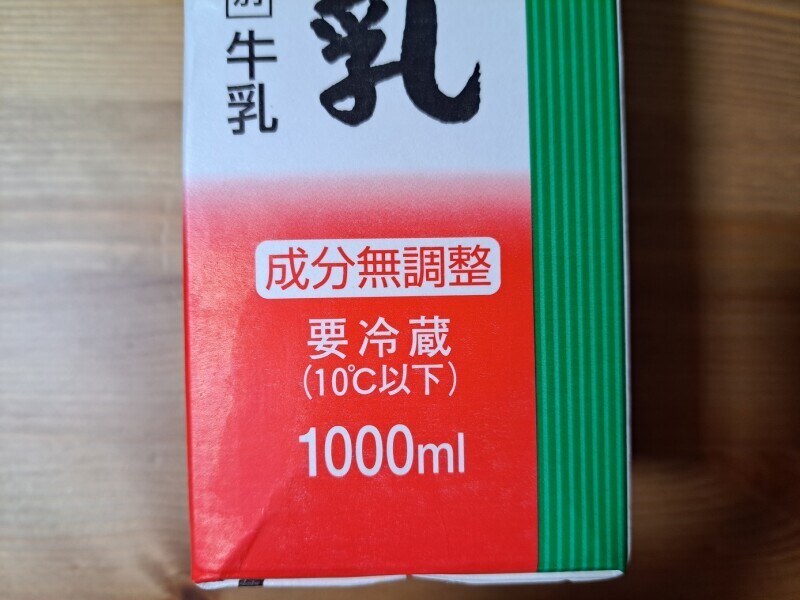 牛乳
乳
成分無調整
要冷蔵
(10℃以下)
1000ml